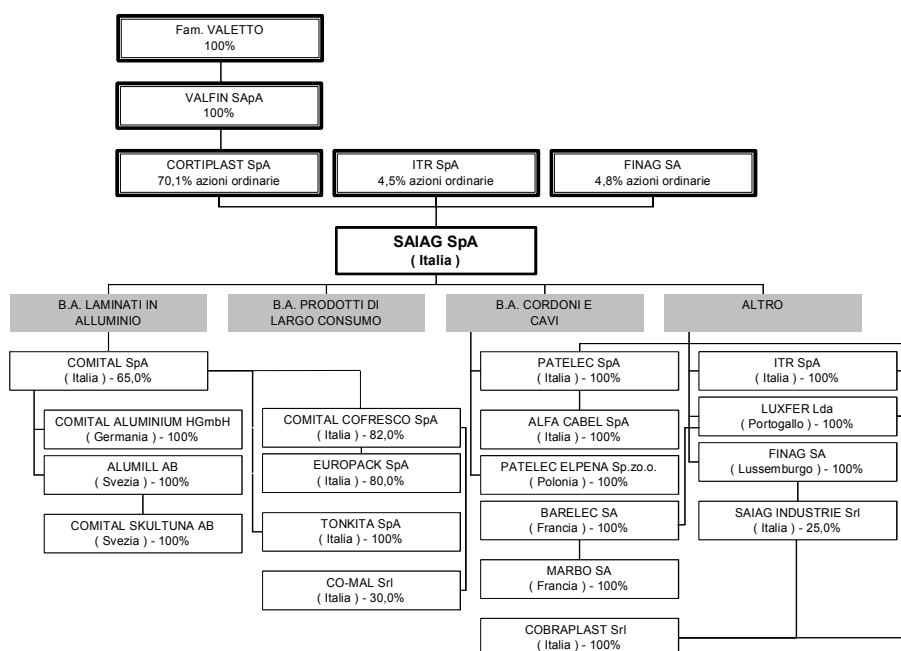 Fam. VALETTO
100%
VALFIN SApA
100%
CORTIPLAST SpA
70,1% azioni ordinarie
ITR SpA
4,5% azioni ordinarie
FINAG SA
4,8% azioni ordinarie
SAIAG SpA
( Italia )
B.A. LAMINATI IN
ALLUMINIO
B.A. PRODOTTI DI
LARGO CONSUMO
B.A. CORDONI E
CAVI
ALTRO
COMITAL SpA
( Italia ) - 65,0%
COMITAL ALUMINIUM HGmbH
( Germania ) - 100%
ALUMILL AB
( Svezia ) - 100%
COMITAL SKULTUNA AB
( Svezia ) - 100%
COMITAL COFRESCO SpA
( Italia ) - 82,0%
EUROPACK SpA
( Italia ) - 80,0%
TONKITA SpA
( Italia ) - 100%
CO-MAL Srl
( Italia ) - 30,0%
PATELEC SpA
( Italia ) - 100%
ALFA CABEL SpA
( Italia ) - 100%
PATELEC ELPENA Sp.zo.o.
( Polonia ) - 100%
BARELEC SA
( Francia ) - 100%
MARBO SA
( Francia ) - 100%
COBRAPLAST Srl
( Italia ) - 100%
ITR SpA
( Italia ) - 100%
LUXFER Lda
( Portogallo ) - 100%
FINAG SA
( Lussemburgo ) - 100%
SAIAG INDUSTRIE Srl
( Italia ) - 25,0%